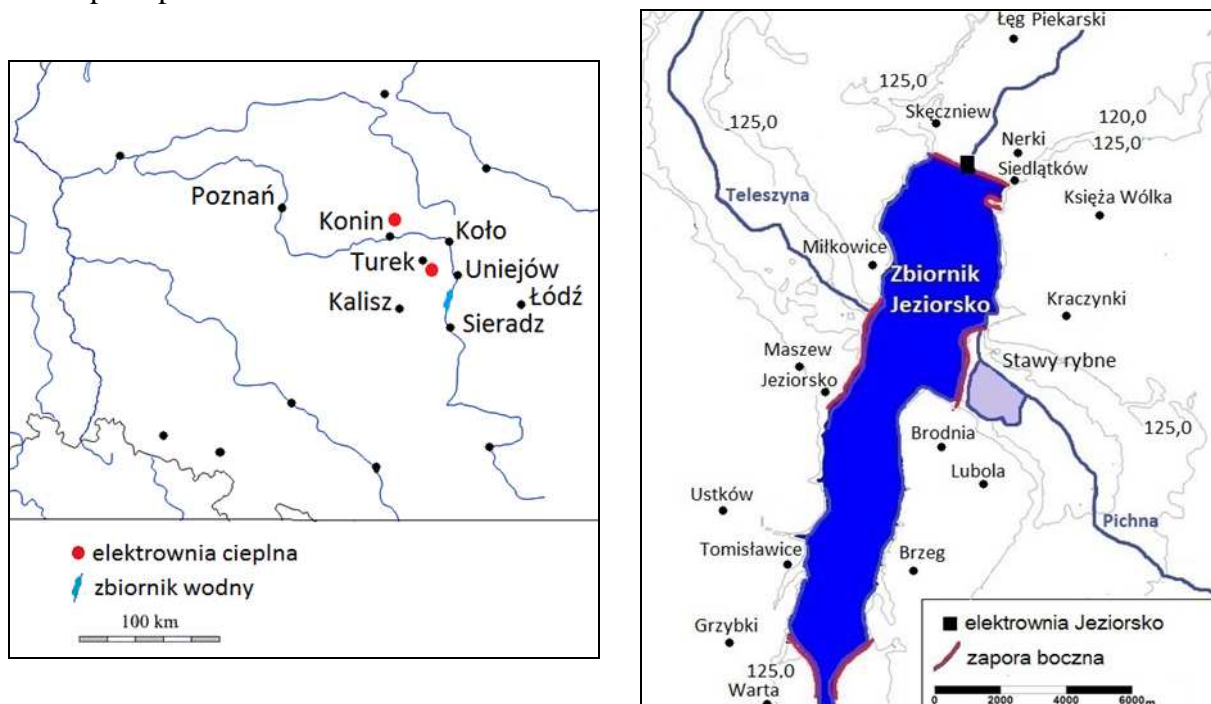 Poznań
Konin
Koło
Turek
Uniejów
Kalisz
Łódź
Sieradz
elektrownia cieplna
zbiornik wodny
100 km
Łęg Piekarski
125,0
Skęczniew
125,0
120,0
Nerki
125,0
Siedlątków
Teleszyna
Księża Wólka
Miłkowice
Zbiornik
Jeziorsko
Kraczynki
Maszew
Stawy rybne
Jeziorsko
Brodnia
125,0
Lubola
Ustków
Pichna
Tomisławice
Brzeg
Grzybki
elektrownia Jeziorsko
zapora boczna
125,0
Warta
0 2000 4000 6000m